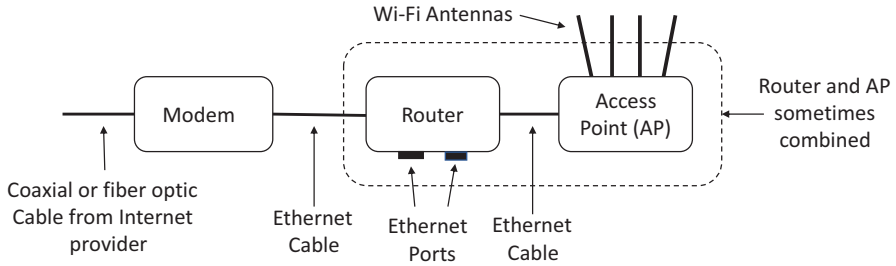 Wi-Fi Antennas
Modem
Router
Access
Point (AP)
Router and AP
sometimes
combined
Coaxial or fiber optic
Cable from Internet
provider
Ethernet
Cable
Ethernet
Ports
Ethernet
Cable